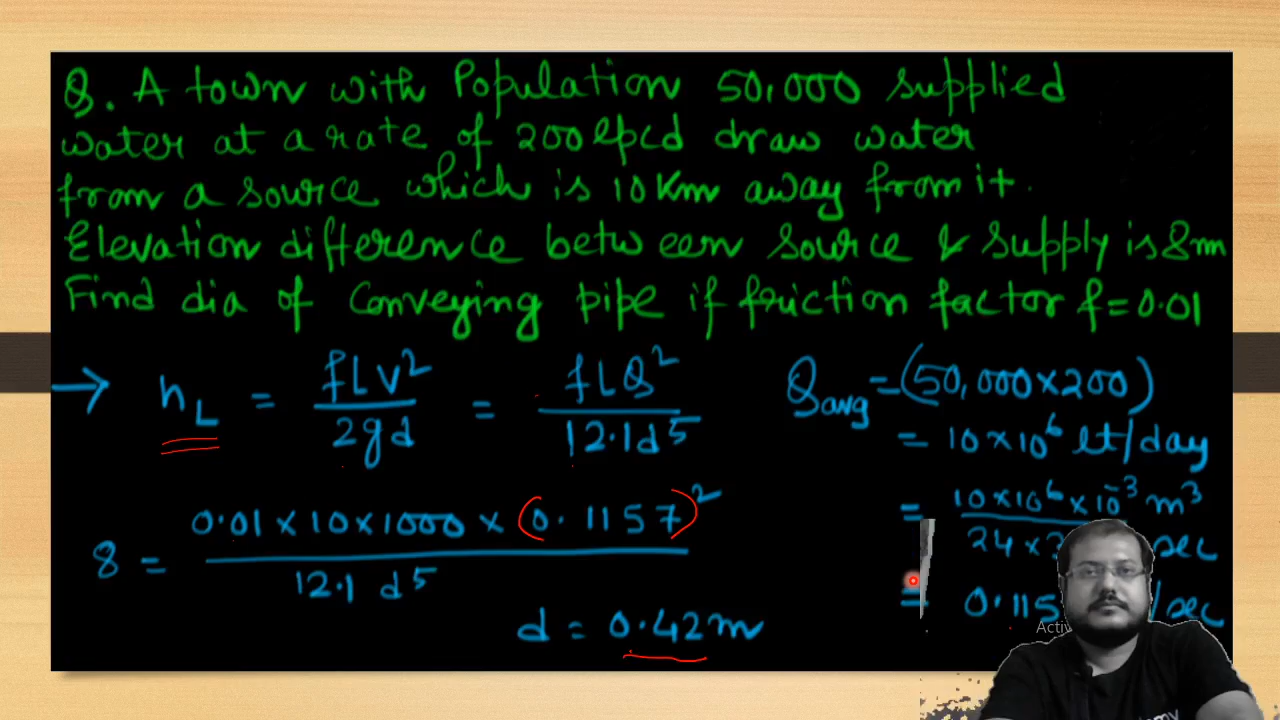 Q. A town with Population 50,000 supplied
water at a rate of 200 lpcd draw water
from a source which is 10 Km away from it.
Elevation difference between source & supply is 8m
Find dia of Conveying pipe if friction factor f=0.01
→ hL = fLV²/2gd = fLQ²/12.1d⁵
Qavg = (50,000×200)
= 10×10⁶ lt/day
= 10×10⁶×10⁻³ m³
24× sec
8 = 0.01×10×1000×(0.1157)²/12.1 d⁵
= 0.115 /sec
d = 0.42m